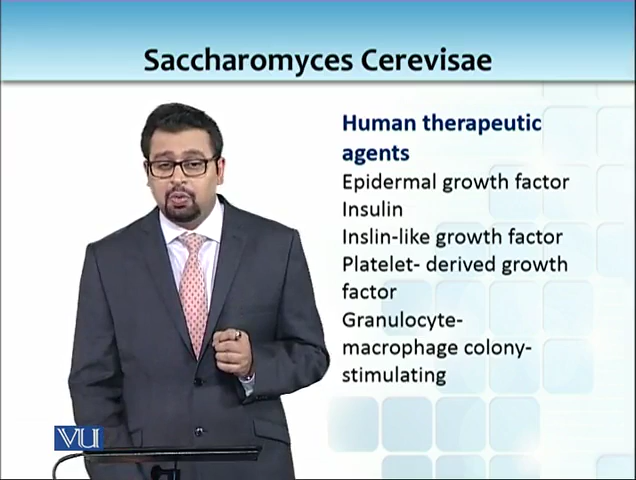 Saccharomyces Cerevisae
Human therapeutic
agents
Epidermal growth factor
Insulin
Inslin-like growth factor
Platelet- derived growth
factor
Granulocyte-
macrophage colony-
stimulating
VU